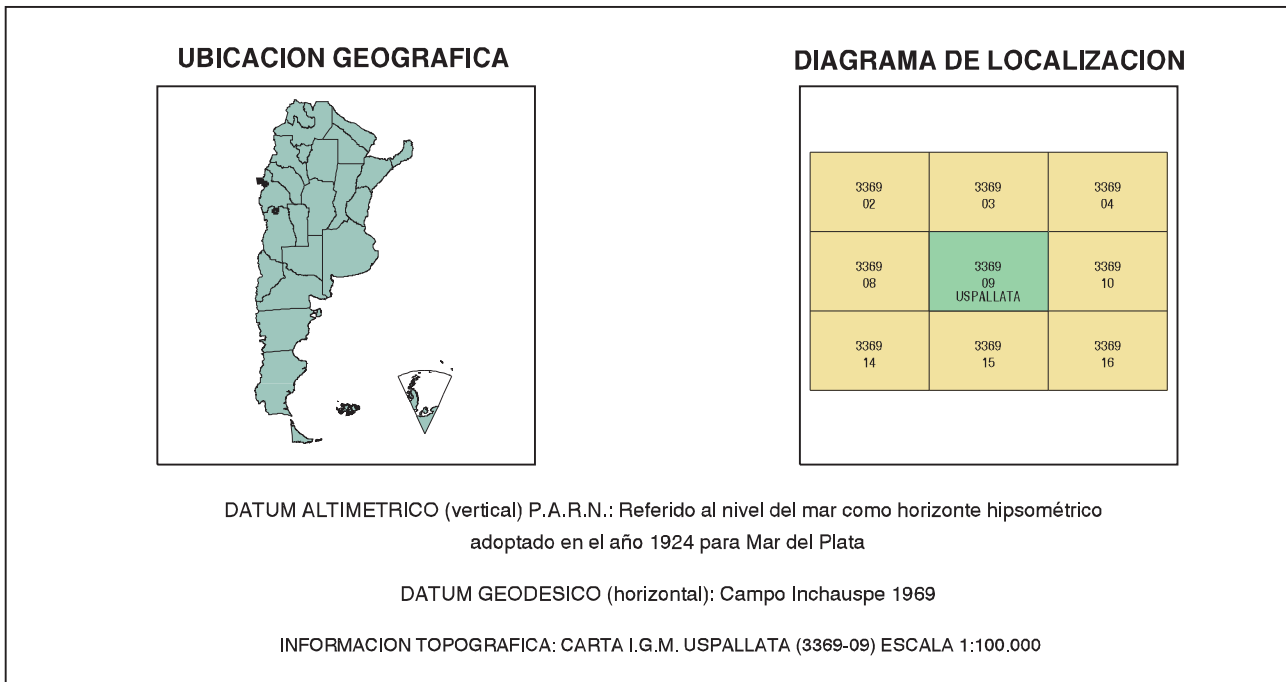 UBICACION GEOGRAFICA
DIAGRAMA DE LOCALIZACION
3369
02
3369
03
3369
04
3369
08
3369
09
USPALLATA
3369
10
3369
14
3369
15
3369
16
DATUM ALTIMETRICO (vertical) P.A.R.N.: Referido al nivel del mar como horizonte hipsométrico
adoptado en el año 1924 para Mar del Plata
DATUM GEODESICO (horizontal): Campo Inchauspe 1969
INFORMACION TOPOGRAFICA: CARTA I.G.M. USPALLATA (3369-09) ESCALA 1:100.000